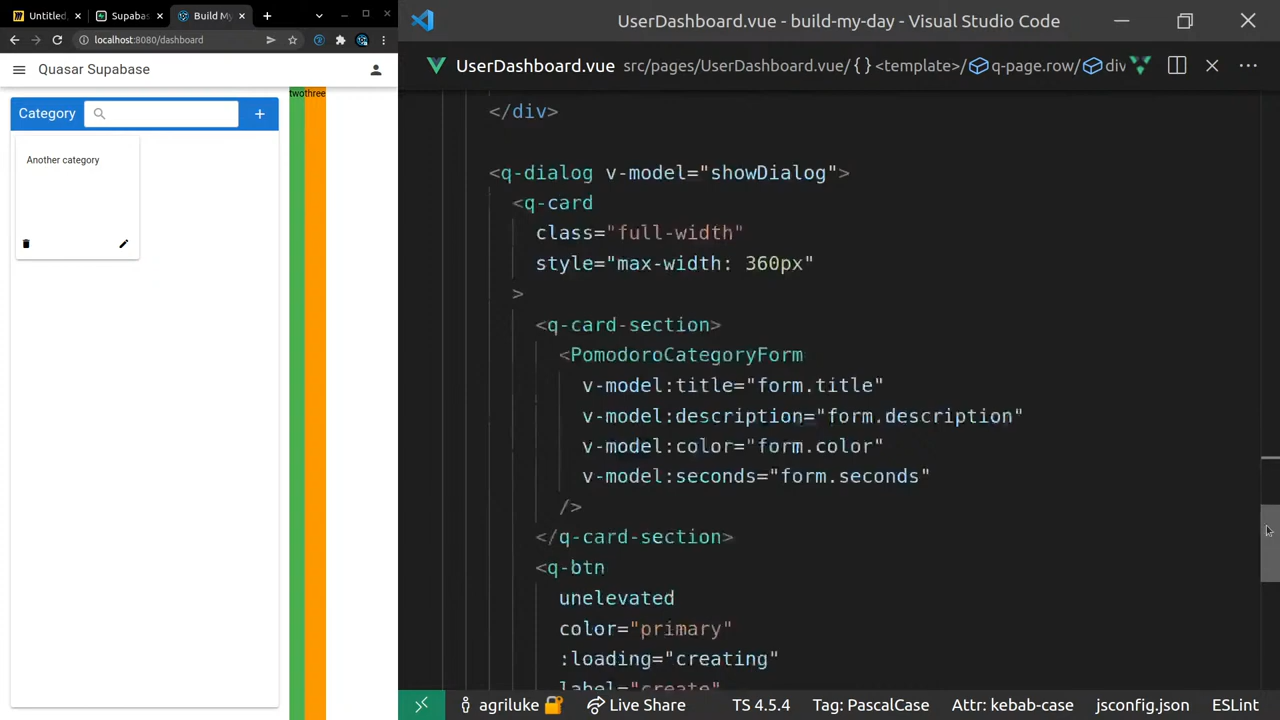 Untitled,
Supabas
Build My
localhost:8080/dashboard
Quasar Supabase
Category
twothree
Another category
UserDashboard.vue - build-my-day - Visual Studio Code
UserDashboard.vue src/pages/UserDashboard.vue/{ } <template>/ q-page.row/ div
</div>
<q-dialog v-model="showDialog">
<q-card
class="full-width"
style="max-width: 360px"
>
<q-card-section>
<PomodoroCategoryForm
v-model:title="form.title"
v-model:description="form.description"
v-model:color="form.color"
v-model:seconds="form.seconds"
/>
</q-card-section>
<q-btn
unelevated
color="primary"
:loading="creating"
label="create"
agriluke Live Share TS 4.5.4 Tag: PascalCase Attr: kebab-case jsconfig.json ESLint